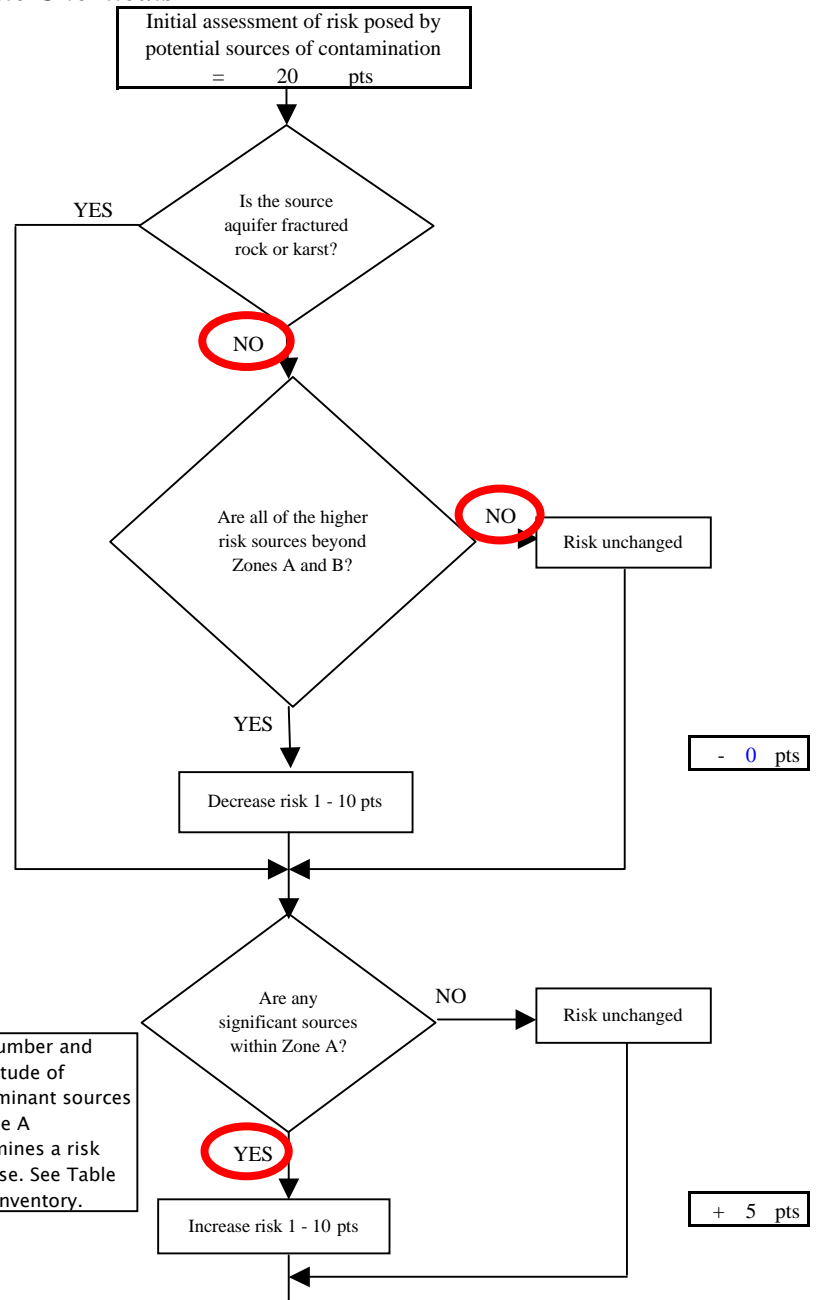 Initial assessment of risk posed by
potential sources of contamination
= 20 pts
Is the source
aquifer fractured
rock or karst?
YES
NO
Are all of the higher
risk sources beyond
Zones A and B?
NO
Risk unchanged
YES
- 0 pts
Decrease risk 1 - 10 pts
Are any
significant sources
within Zone A?
NO
Risk unchanged
umber and
tude of
minant sources
e A
mines a risk
se. See Table
nventory.
YES
Increase risk 1 - 10 pts
+ 5 pts